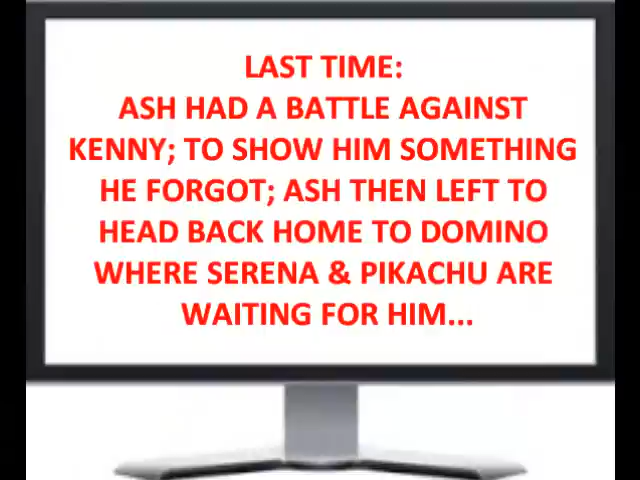 LAST TIME:
ASH HAD A BATTLE AGAINST
KENNY; TO SHOW HIM SOMETHING
HE FORGOT; ASH THEN LEFT TO
HEAD BACK HOME TO DOMINO
WHERE SERENA & PIKACHU ARE
WAITING FOR HIM...